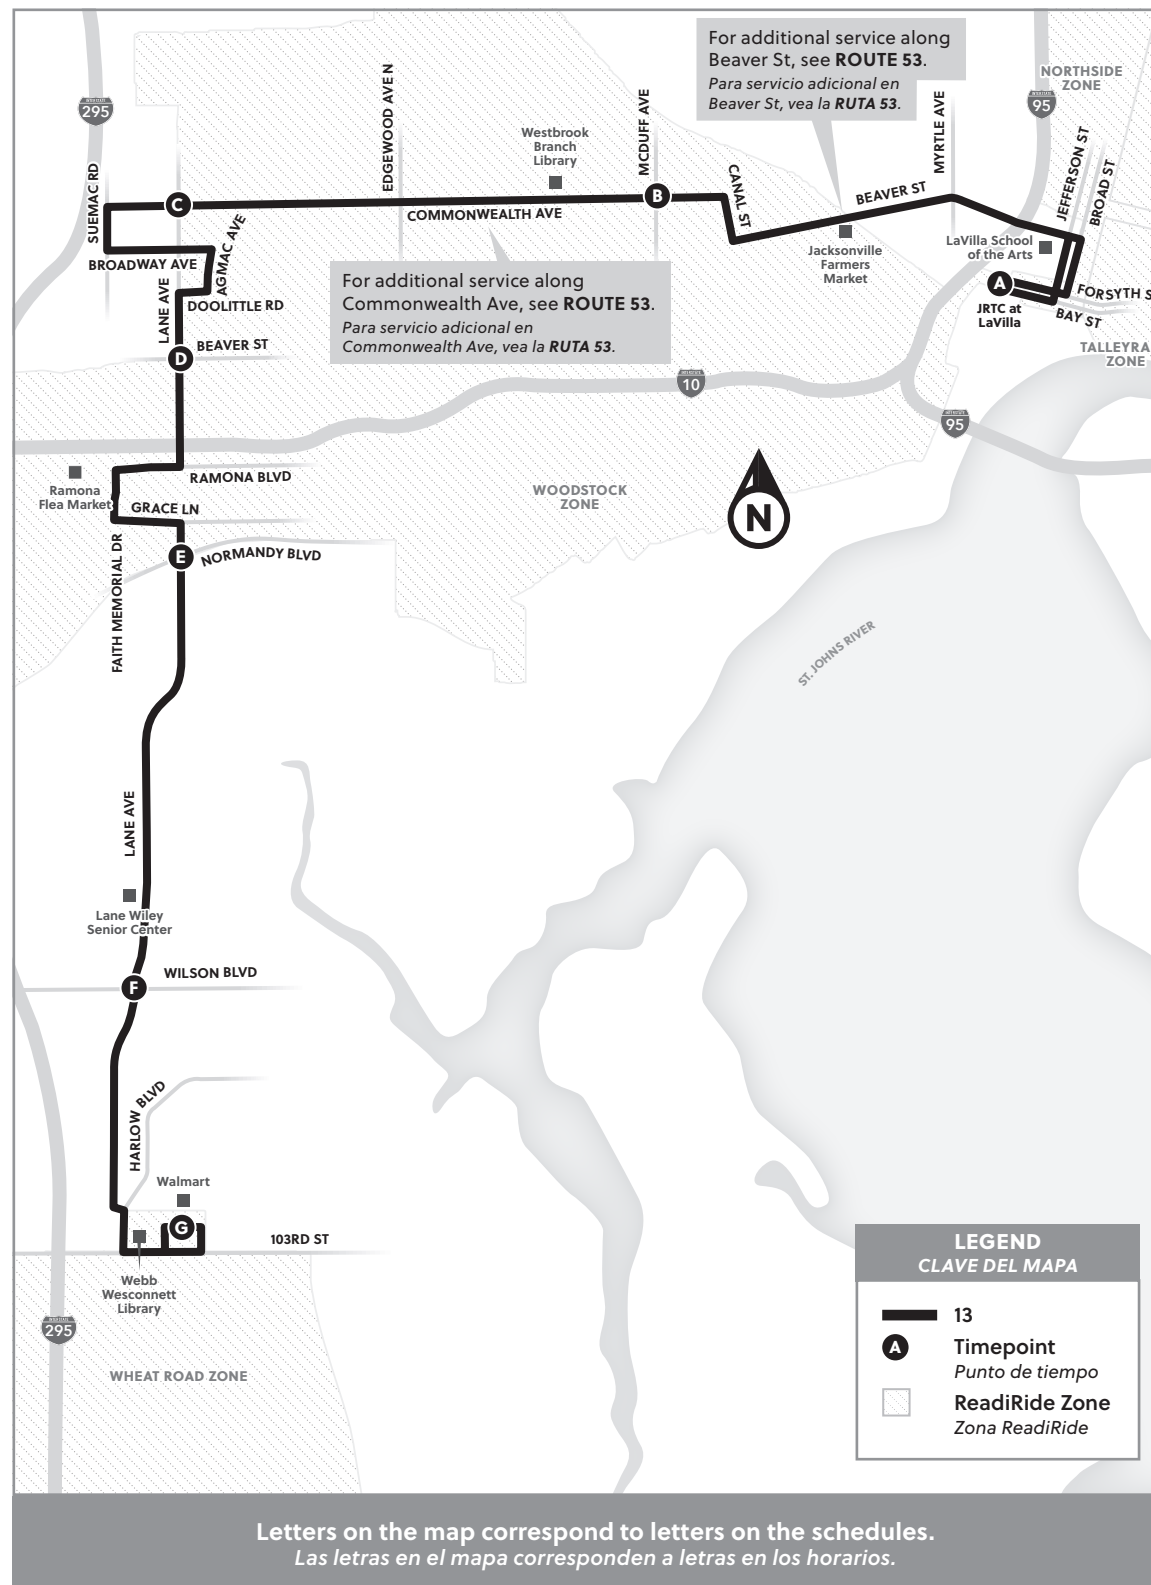 For additional service along
Beaver St, see ROUTE 53.
Para servicio adicional en
Beaver St, vea la RUTA 53.
NORTHSIDE
ZONE
295
95
EDGEWOOD AVE N
MCDUFF AVE
MYRTLE AVE
Westbrook
Branch
Library
JEFFERSON ST
BROAD ST
SUEMAC RD
C
B
CANAL ST
BEAVER ST
COMMONWEALTH AVE
AGMAC AVE
LaVilla School
of the Arts
Jacksonville
Farmers
Market
BROADWAY AVE
A
JRTC at
LaVilla
FORSYTH S
BAY ST
For additional service along
Commonwealth Ave, see ROUTE 53.
Para servicio adicional en
Commonwealth Ave, vea la RUTA 53.
LANE AVE
DOOLITTLE RD
BEAVER ST
D
TALLEYRA
ZONE
10
95
RAMONA BLVD
Ramona
Flea Market
GRACE LN
WOODSTOCK
ZONE
N
E
NORMANDY BLVD
FAITH MEMORIAL DR
ST. JOHNS RIVER
LANE AVE
Lane Wiley
Senior Center
WILSON BLVD
F
HARLOW BLVD
Walmart
G
103RD ST
Webb
Wesconnett
Library
295
WHEAT ROAD ZONE
LEGEND
CLAVE DEL MAPA
13
A
Timepoint
Punto de tiempo
ReadiRide Zone
Zona ReadiRide
Letters on the map correspond to letters on the schedules.
Las letras en el mapa corresponden a letras en los horarios.